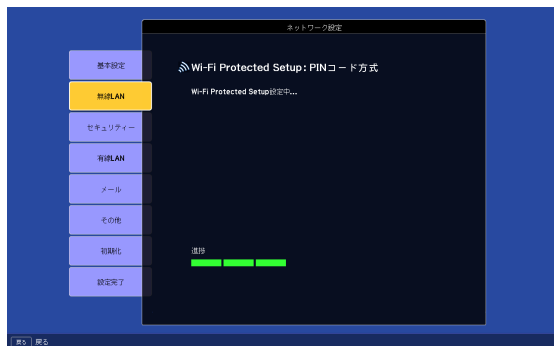 ネットワーク設定
基本設定
無線LAN
セキュリティー
有線LAN
メール
その他
初期化
設定完了
Wi-Fi Protected Setup: PINコード方式
Wi-Fi Protected Setup設定中...
進捗
戻る 戻る